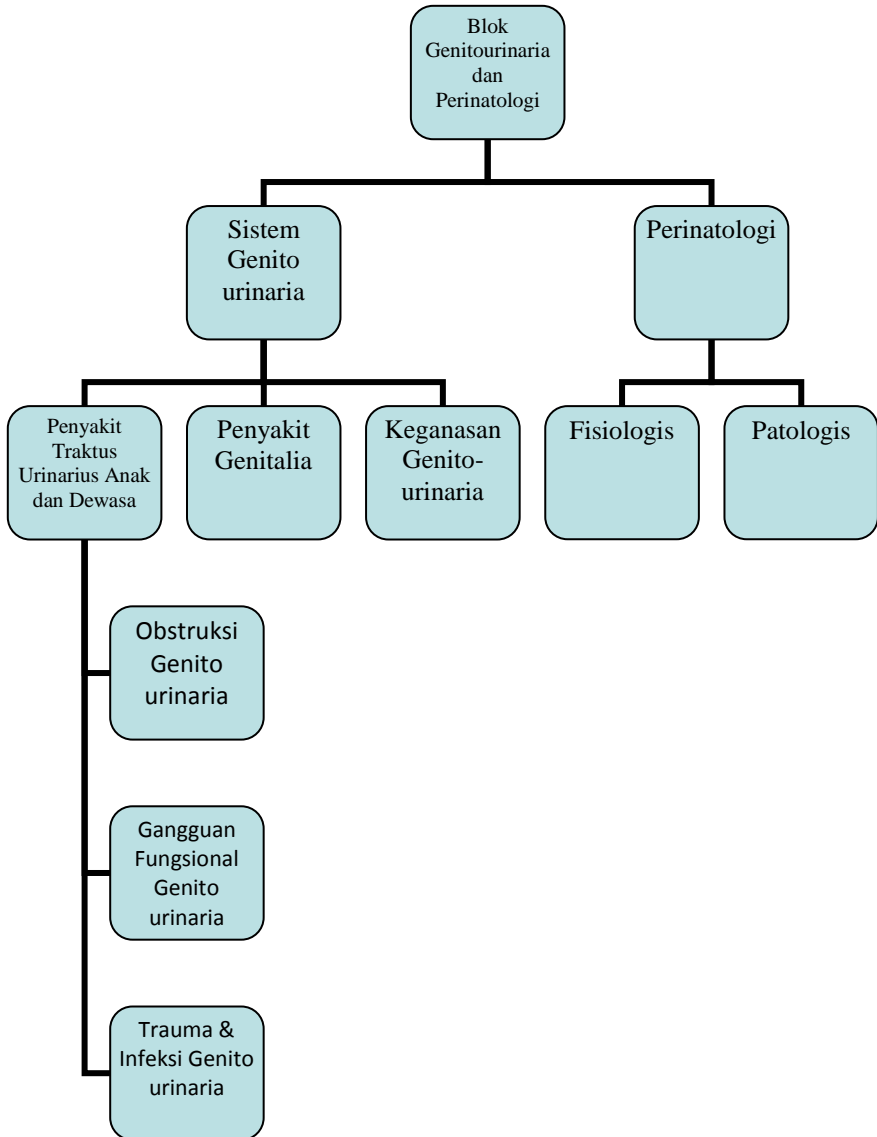 Blok
Genitourinaria
dan
Perinatologi
Sistem
Genito
urinaria
Perinatologi
Penyakit
Traktus
Urinarius Anak
dan Dewasa
Penyakit
Genitalia
Keganasan
Genito-
urinaria
Fisiologis
Patologis
Obstruksi
Genito
urinaria
Gangguan
Fungsional
Genito
urinaria
Trauma &
Infeksi Genito
urinaria